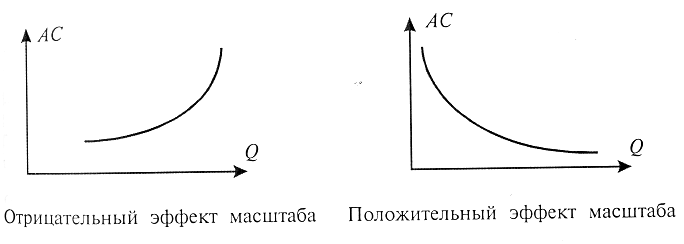 AC
Q
Отрицательный эффект масштаба
AC
Q
Положительный эффект масштаба